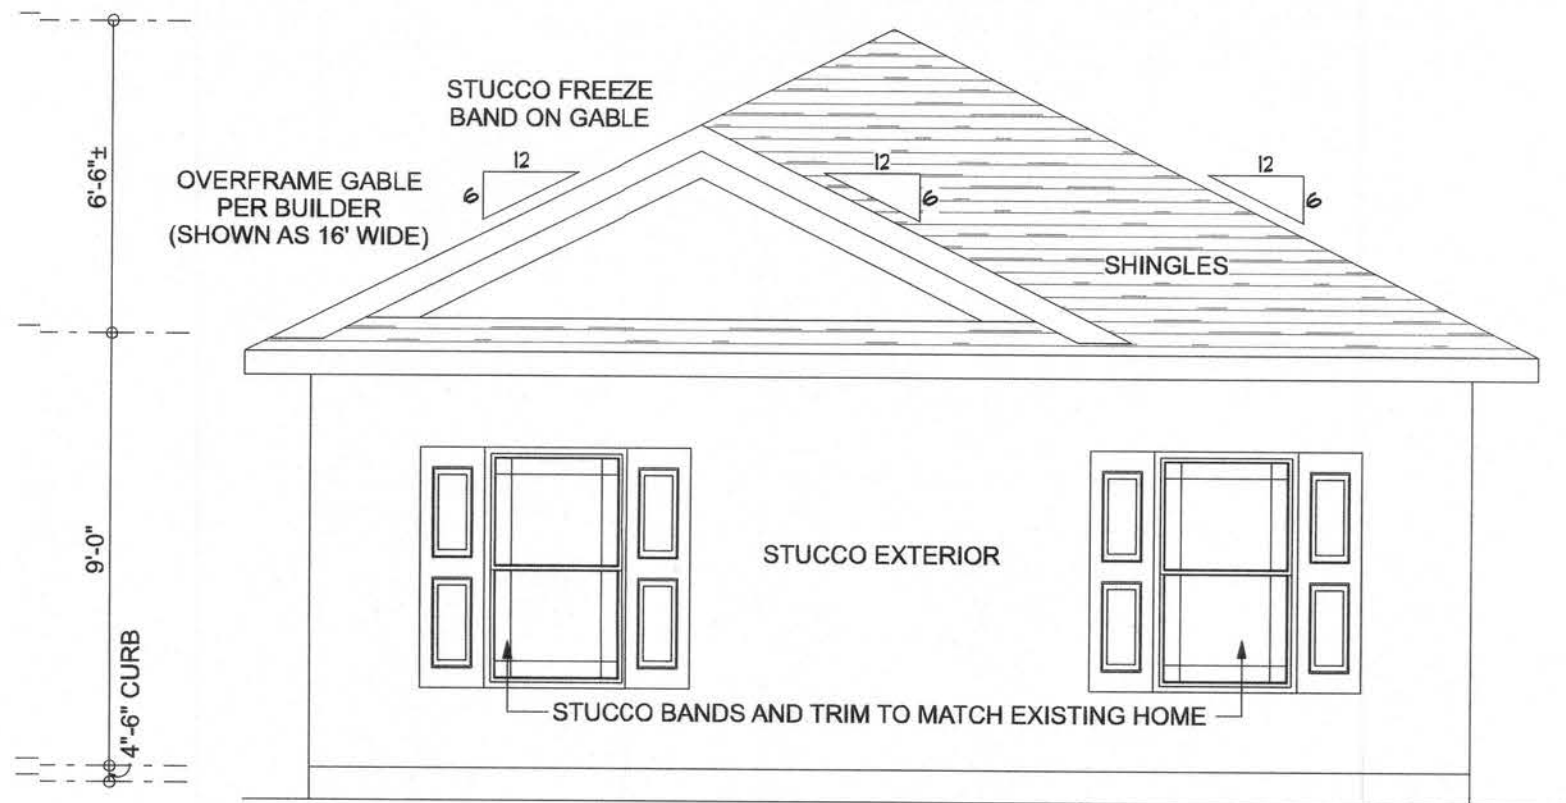 STUCCO FREEZE
BAND ON GABLE
12
6
OVERFRAME GABLE
PER BUILDER
(SHOWN AS 16' WIDE)
12
6
12
6
6'-6"±
SHINGLES
9'-0"
STUCCO EXTERIOR
4"-6" CURB
STUCCO BANDS AND TRIM TO MATCH EXISTING HOME